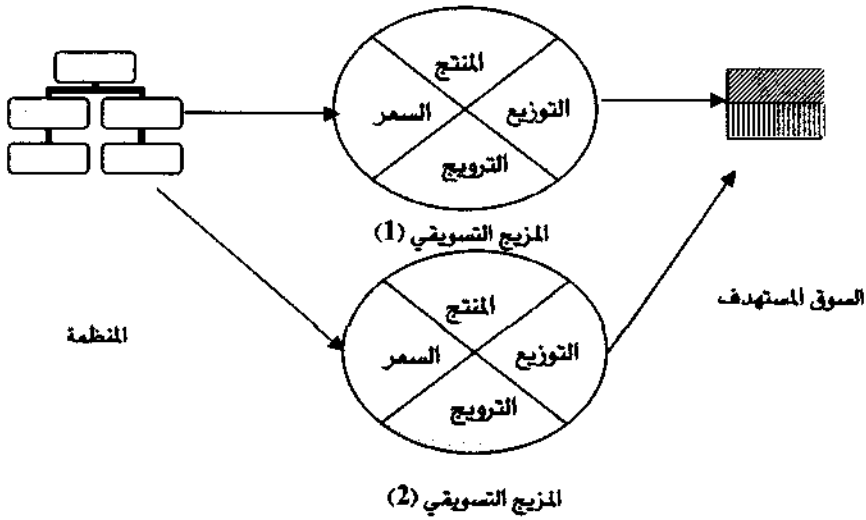 المنتج
السعر
التوزيع
الترويج
المزيج التسويقي (1)
المنظمة
السوق المستهدف
المنتج
السعر
التوزيع
الترويج
المزيج التسويقي (2)